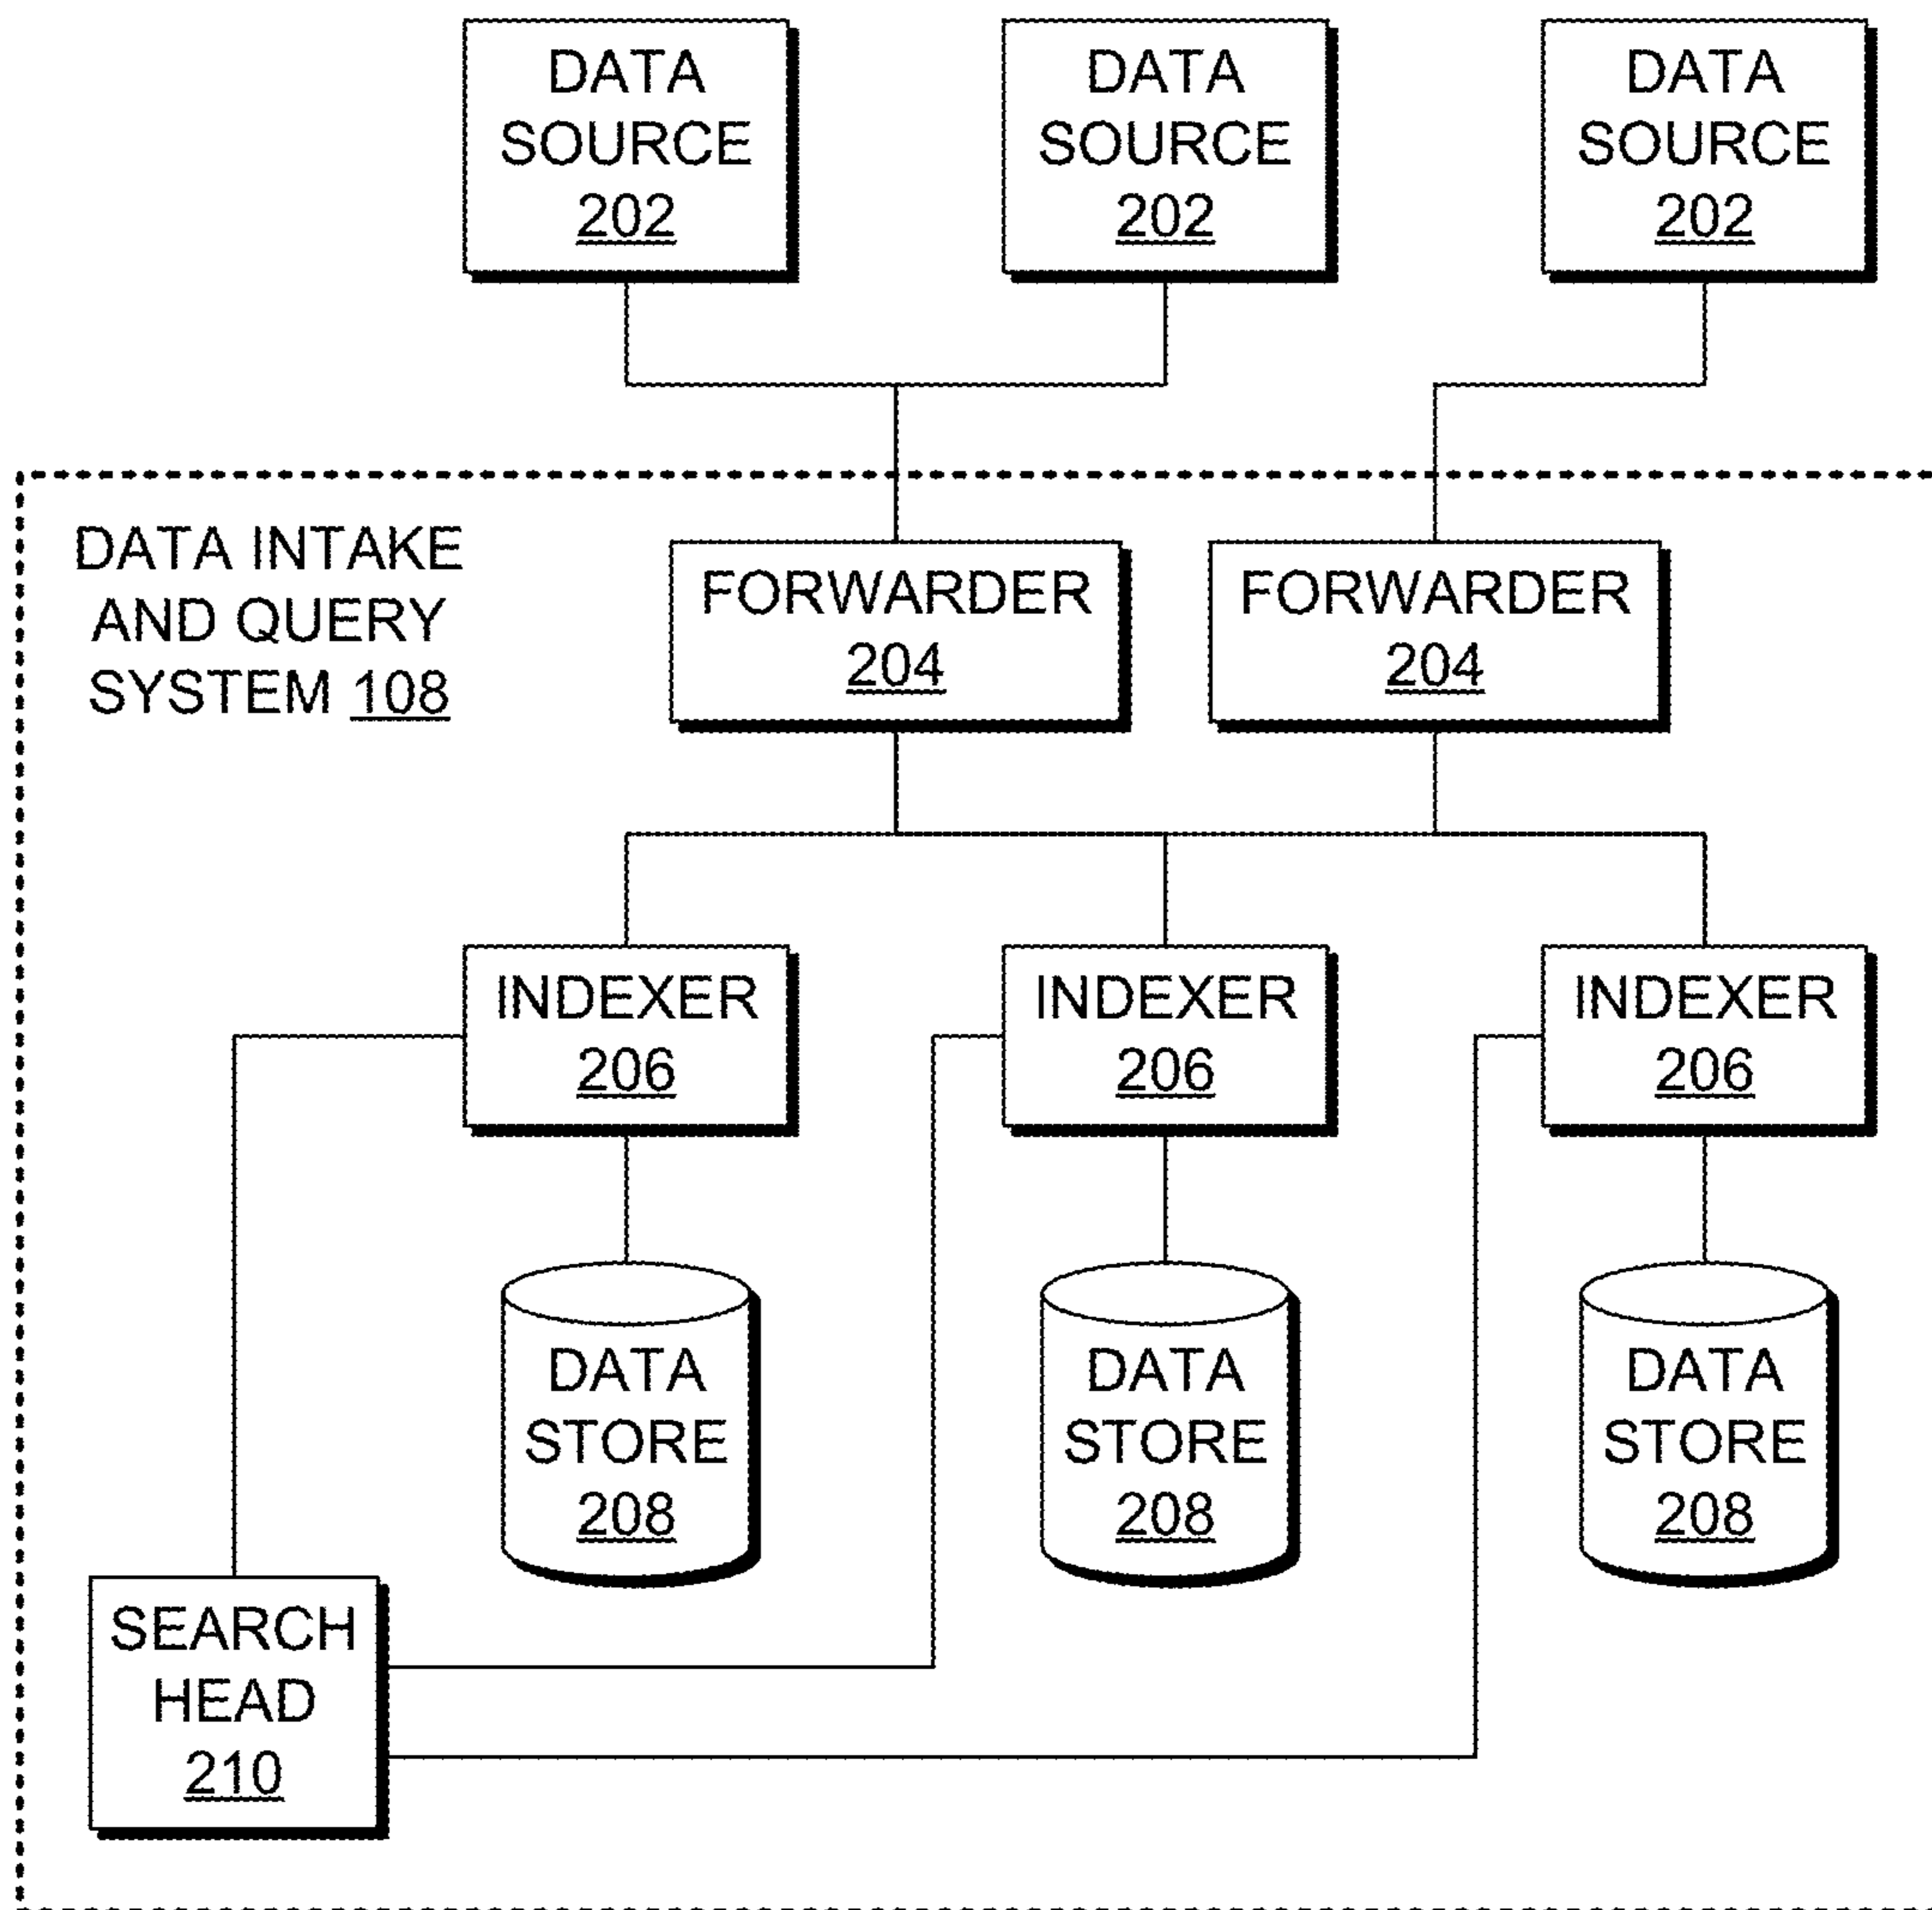 DATA
SOURCE
202
DATA
SOURCE
202
DATA
SOURCE
202
DATA INTAKE
AND QUERY
SYSTEM 108
FORWARDER
204
FORWARDER
204
INDEXER
206
INDEXER
206
INDEXER
206
DATA
STORE
208
DATA
STORE
208
DATA
STORE
208
SEARCH
HEAD
210